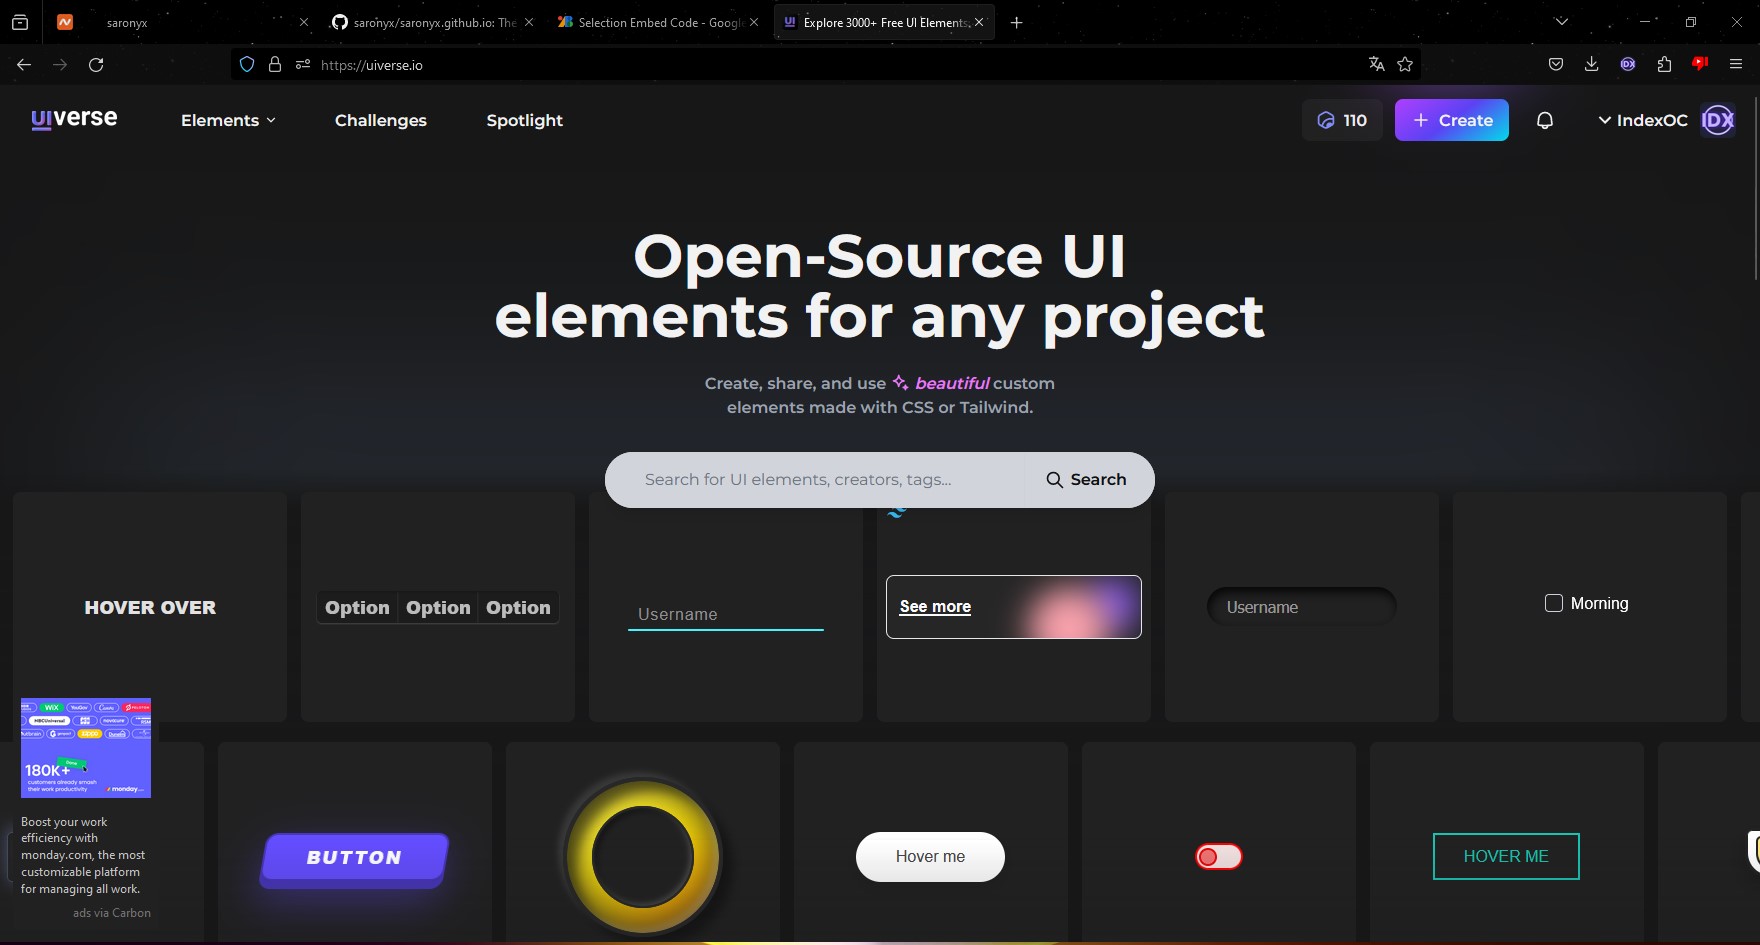 saronyx
saronyx/saronyx.github.io: The
Selection Embed Code - Google
Explore 3000+ Free UI Elements:
https://uiverse.io
IDX
uiverse
Elements
Challenges
Spotlight
110
+ Create
IndexOC
IDX
Open-Source UI
elements for any project
Create, share, and use beautiful custom
elements made with CSS or Tailwind.
Search for UI elements, creators, tags...
Search
HOVER OVER
Option Option Option
Username
See more
Username
Morning
WIX
180K+
customers already smash
their work productivity
monday.com
Boost your work
efficiency with
monday.com, the most
customizable platform
for managing all work.
ads via Carbon
BUTTON
Hover me
HOVER ME